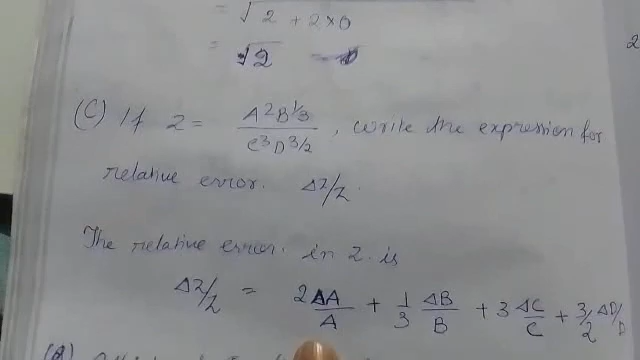 = √2 + 2×0
= √2
2
(C) If Z = A²B^1/3 / C³D^3/2, write the expression for
relative error. ΔZ/Z.
The relative error in Z is
ΔZ/Z = 2ΔA/A + 1/3 ΔB/B + 3 ΔC/C + 3/2 ΔD/D